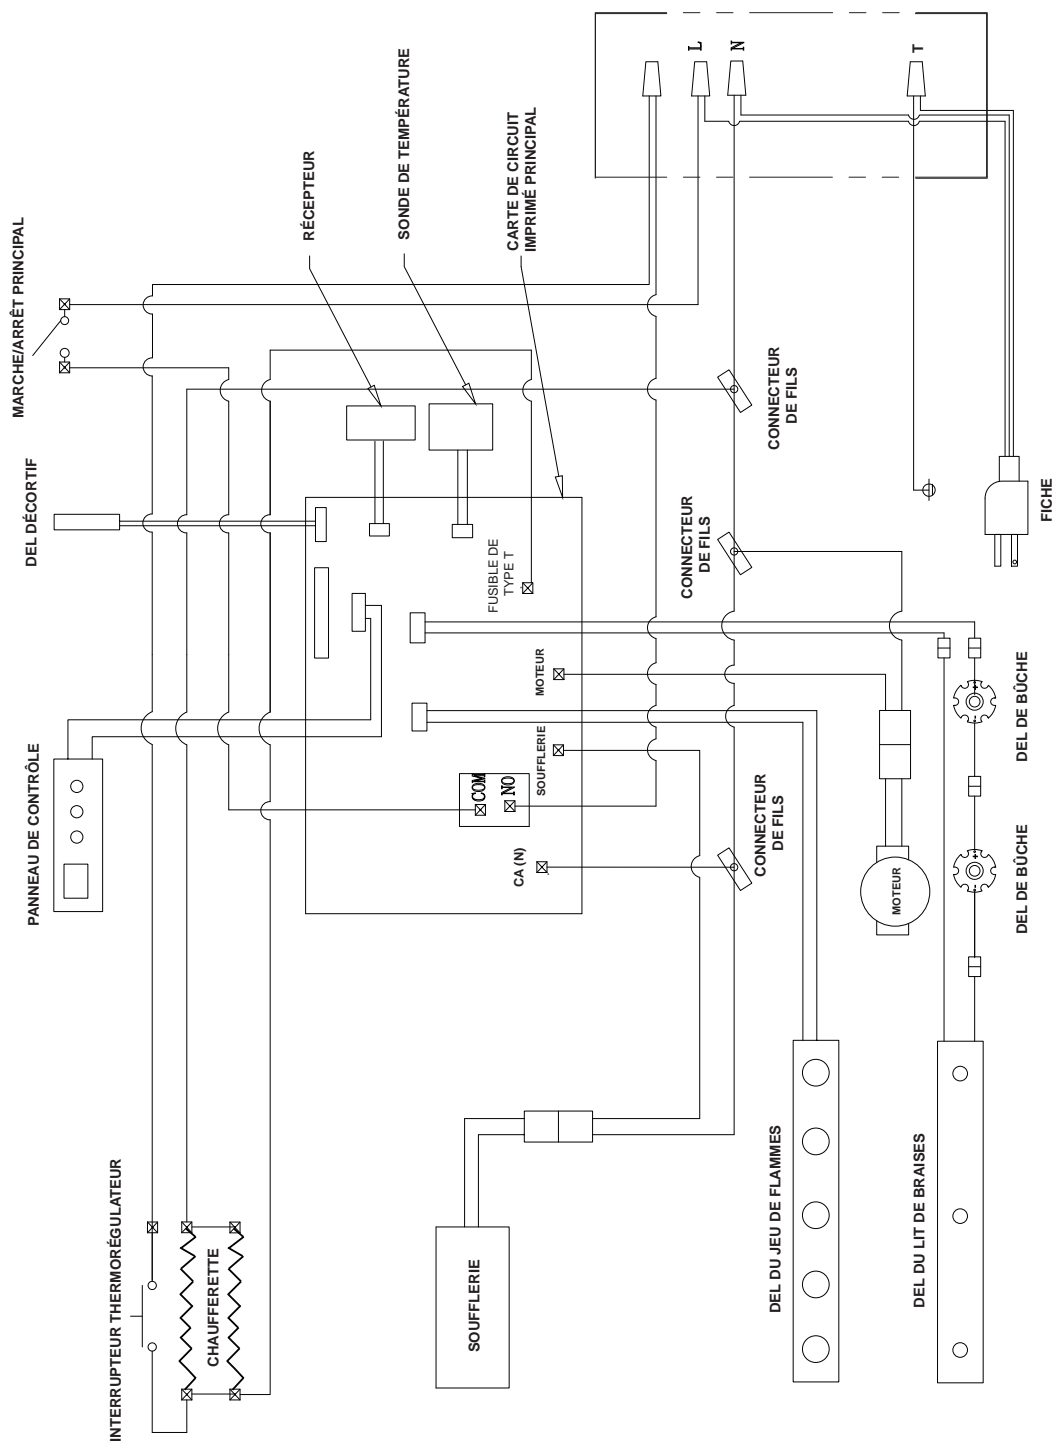 MARCHE/ARRÊT PRINCIPAL
DEL DÉCORTIF
PANNEAU DE CONTRÔLE
INTERRUPTEUR THERMORÉGULATEUR
CHAUFFERETTE
RÉCEPTEUR
SONDE DE TEMPÉRATURE
CARTE DE CIRCUIT
IMPRIMÉ PRINCIPAL
FUSIBLE DE
TYPE T
MOTEUR
SOUFFLERIE
COM
NO
CA (N)
SOUFFLERIE
L
N
T
CONNECTEUR
DE FILS
CONNECTEUR
DE FILS
CONNECTEUR
DE FILS
FICHE
MOTEUR
DEL DE BÛCHE
DEL DE BÛCHE
DEL DU JEU DE FLAMMES
DEL DU LIT DE BRAISES